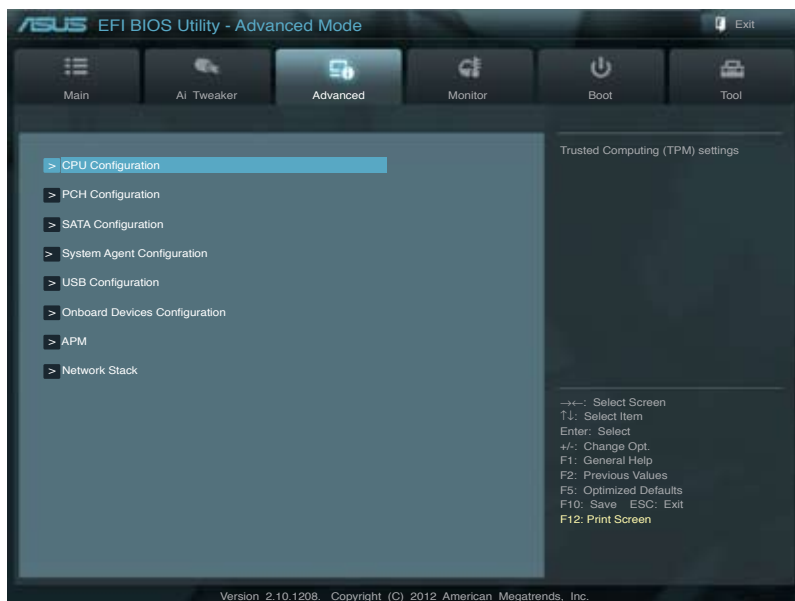 ASUS EFI BIOS Utility - Advanced Mode
Exit
Main
Ai Tweaker
Advanced
Monitor
Boot
Tool
> CPU Configuration
> PCH Configuration
> SATA Configuration
> System Agent Configuration
> USB Configuration
> Onboard Devices Configuration
> APM
> Network Stack
Trusted Computing (TPM) settings
→←: Select Screen
↑↓: Select Item
Enter: Select
+/-: Change Opt.
F1: General Help
F2: Previous Values
F5: Optimized Defaults
F10: Save ESC: Exit
F12: Print Screen
Version 2.10.1208. Copyright (C) 2012 American Megatrends, Inc.